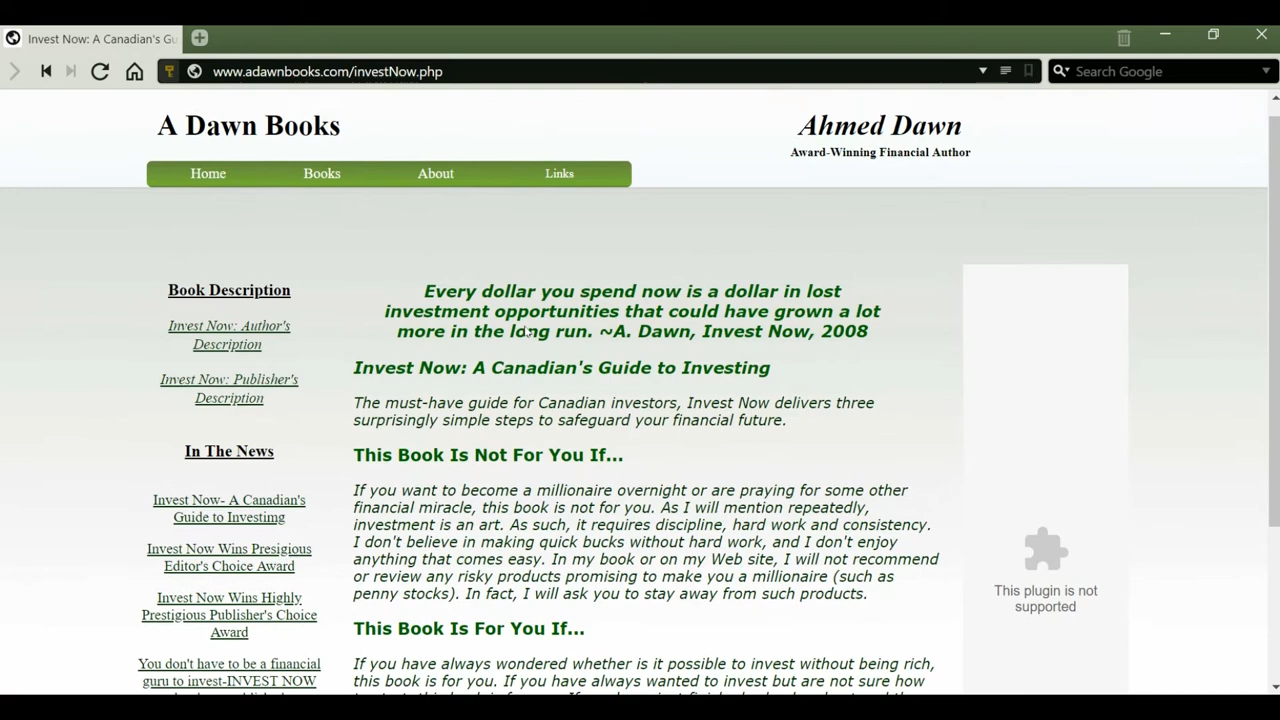 Invest Now: A Canadian's Gu
www.adawnbooks.com/investNow.php
Search Google
A Dawn Books
Ahmed Dawn
Award-Winning Financial Author
Home
Books
About
Links
Book Description
Invest Now: Author's
Description
Invest Now: Publisher's
Description
In The News
Invest Now- A Canadian's
Guide to Investimg
Invest Now Wins Presigious
Editor's Choice Award
Invest Now Wins Highly
Prestigious Publisher's Choice
Award
You don't have to be a financial
guru to invest-INVEST NOW
Every dollar you spend now is a dollar in lost
investment opportunities that could have grown a lot
more in the long run. ~A. Dawn, Invest Now, 2008
Invest Now: A Canadian's Guide to Investing
The must-have guide for Canadian investors, Invest Now delivers three
surprisingly simple steps to safeguard your financial future.
This Book Is Not For You If...
If you want to become a millionaire overnight or are praying for some other
financial miracle, this book is not for you. As I will mention repeatedly,
investment is an art. As such, it requires discipline, hard work and consistency.
I don't believe in making quick bucks without hard work, and I don't enjoy
anything that comes easy. In my book or on my Web site, I will not recommend
or review any risky products promising to make you a millionaire (such as
penny stocks). In fact, I will ask you to stay away from such products.
This Book Is For You If...
If you have always wondered whether is it possible to invest without being rich,
this book is for you. If you have always wanted to invest but are not sure how
This plugin is not
supported